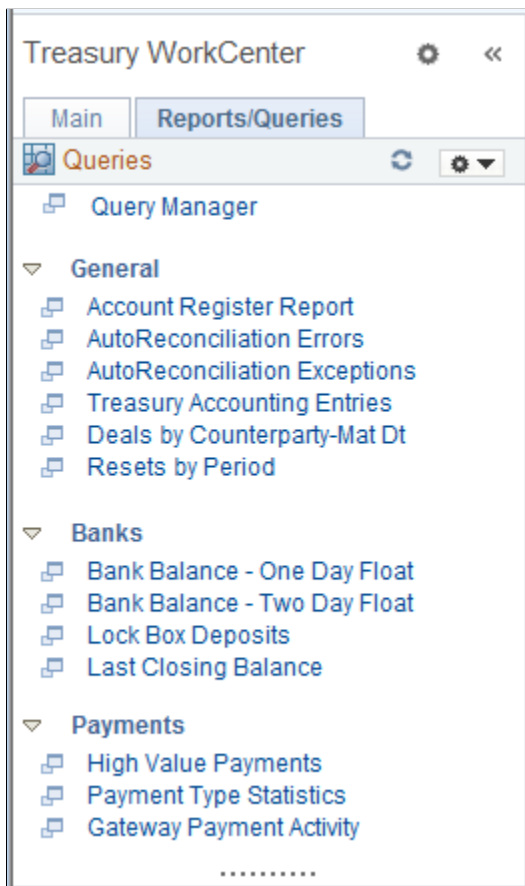 Treasury WorkCenter
Main
Reports/Queries
Queries
Query Manager
General
Account Register Report
AutoReconciliation Errors
AutoReconciliation Exceptions
Treasury Accounting Entries
Deals by Counterparty-Mat Dt
Resets by Period
Banks
Bank Balance - One Day Float
Bank Balance - Two Day Float
Lock Box Deposits
Last Closing Balance
Payments
High Value Payments
Payment Type Statistics
Gateway Payment Activity